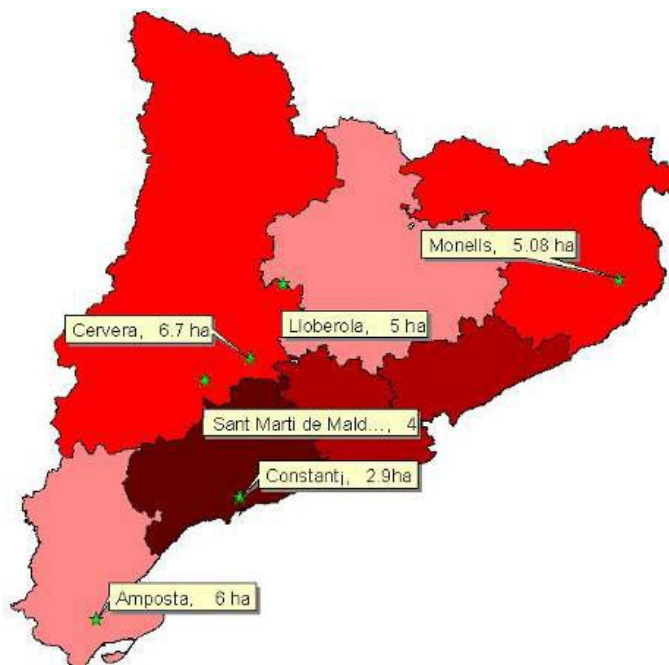 Monells, 5.08 ha
Cervera, 6.7 ha
Lloberola, 5 ha
Sant Marti de Mald..., 4
Constant¡, 2.9ha
Amposta, 6 ha